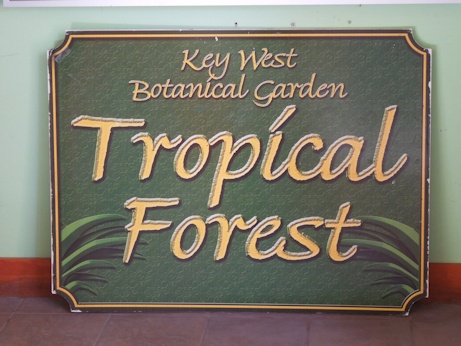 Key West
Botanical Garden
Tropical
Forest